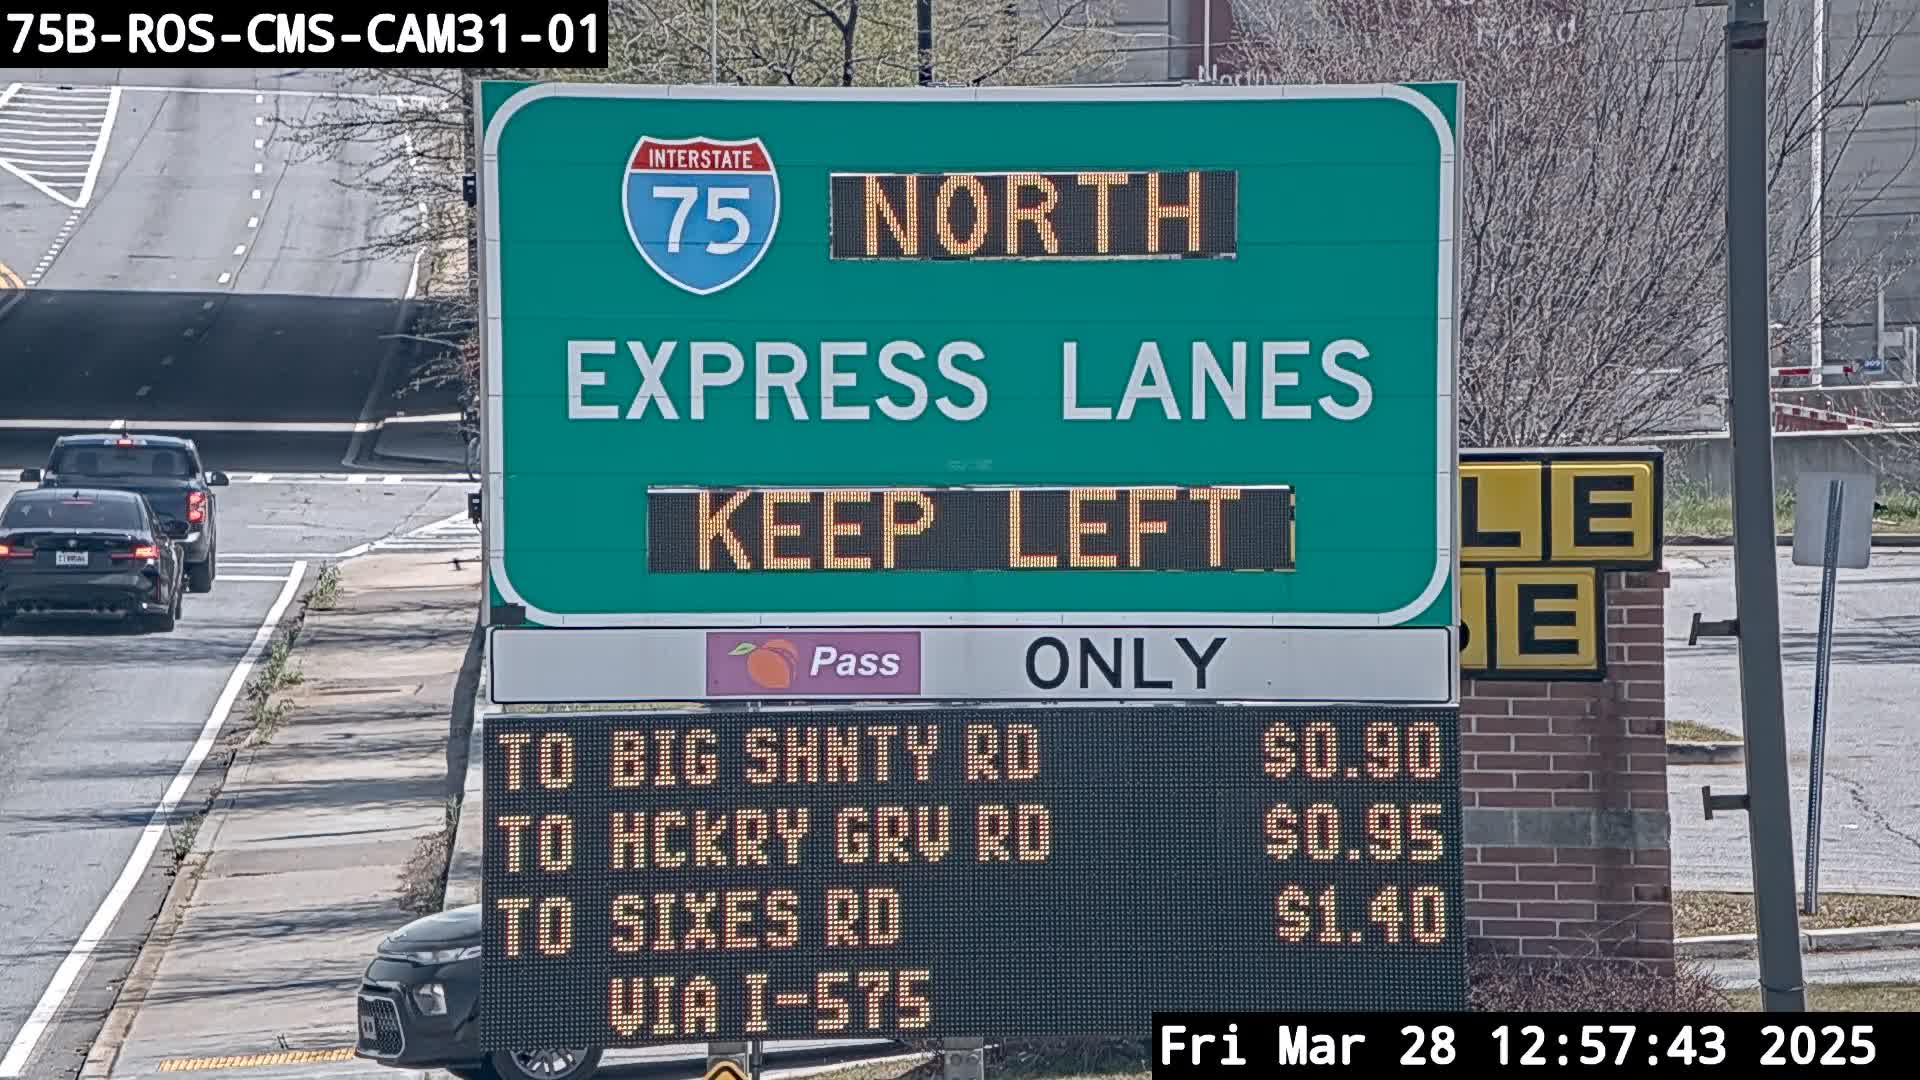 75B-ROS-CMS-CAM31-01
INTERSTATE
75
NORTH
EXPRESS LANES
KEEP LEFT
Pass ONLY
TO BIG SHNTY RD $0.90
TO HCKRY GRV RD $0.95
TO SIXES RD $1.40
VIA I-575
LE
E
Fri Mar 28 12:57:43 2025